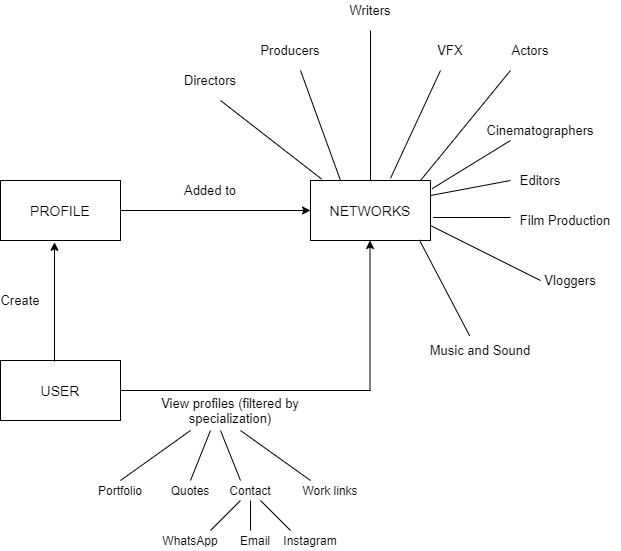 Writers
Producers
VFX
Actors
Directors
Cinematographers
Added to
Editors
PROFILE
NETWORKS
Film Production
Vloggers
Create
Music and Sound
USER
View profiles (filtered by
specialization)
Portfolio
Quotes
Contact
Work links
WhatsApp
Email
Instagram